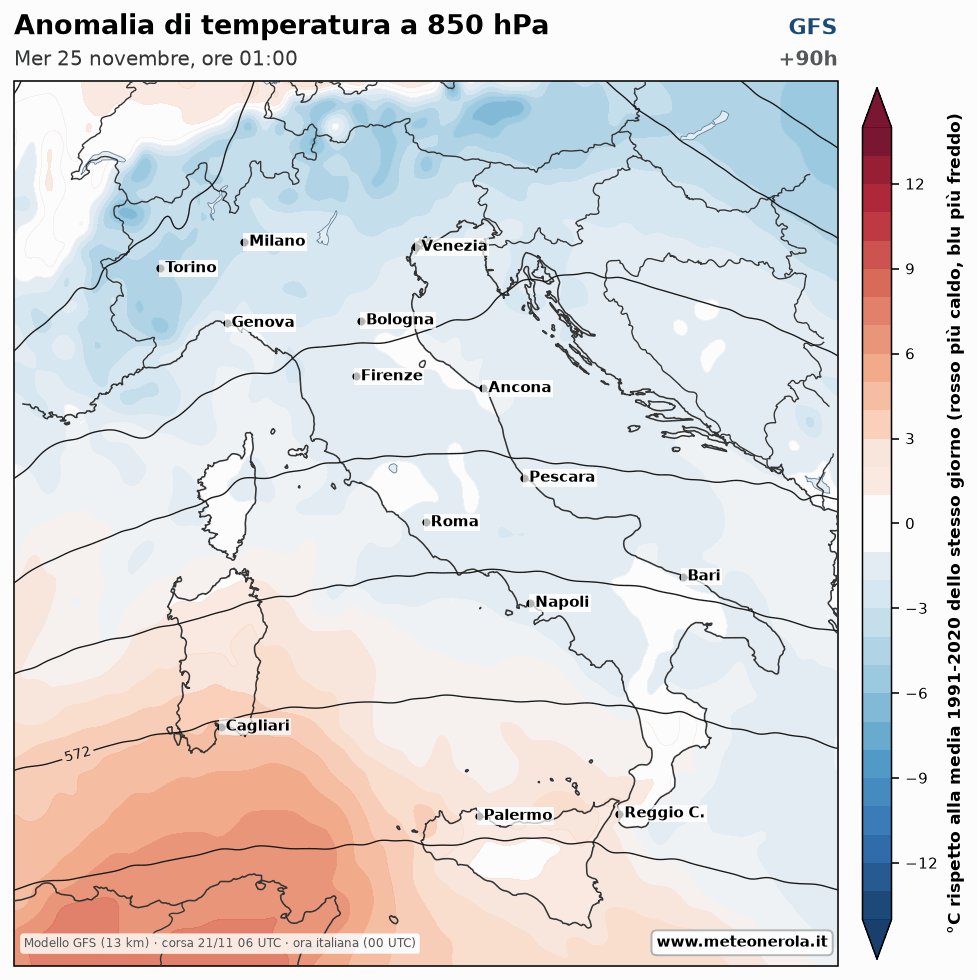 Anomalia di temperatura a 850 hPa
GFS
Mer 25 novembre, ore 01:00
+90h
Milano
Venezia
Torino
Genova
Bologna
Firenze
Ancona
Pescara
Roma
Bari
Napoli
Cagliari
572
Palermo
Reggio C.
Modello GFS (13 km) · corsa 21/11 06 UTC · ora italiana (00 UTC)
www.meteonerola.it
12
9
6
3
0
−3
−6
−9
−12
°C rispetto alla media 1991-2020 dello stesso giorno (rosso più caldo, blu più freddo)